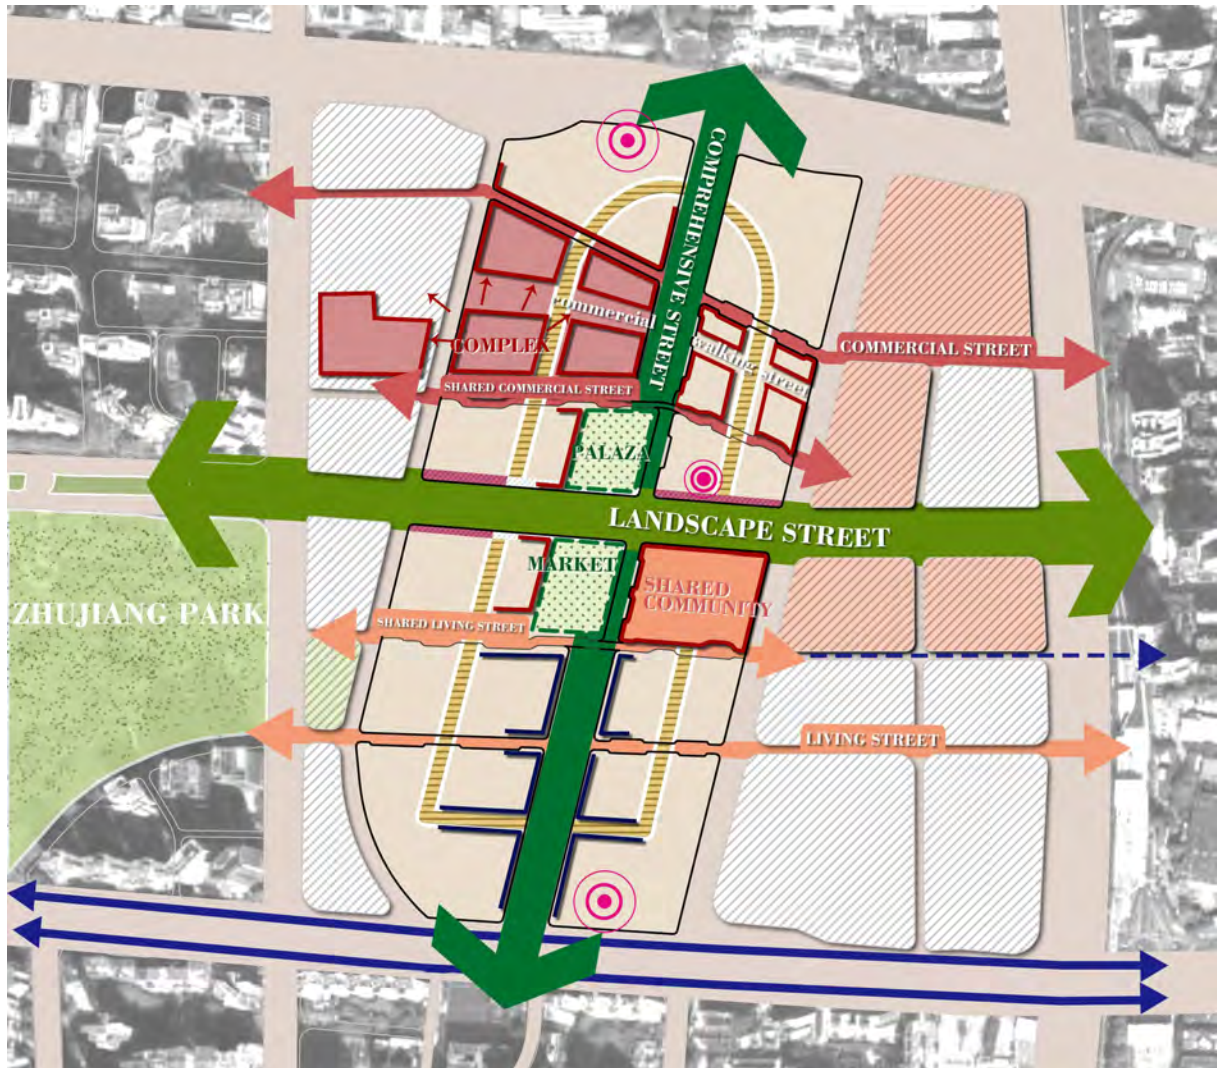 COMPREHENSIVE STREET
commercial
walking street
COMPLEX
COMMERCIAL STREET
SHARED COMMERCIAL STREET
PALAZA
LANDSCAPE STREET
MARKET
SHARED
COMMUNITY
ZHUJIANG PARK
SHARED LIVING STREET
LIVING STREET